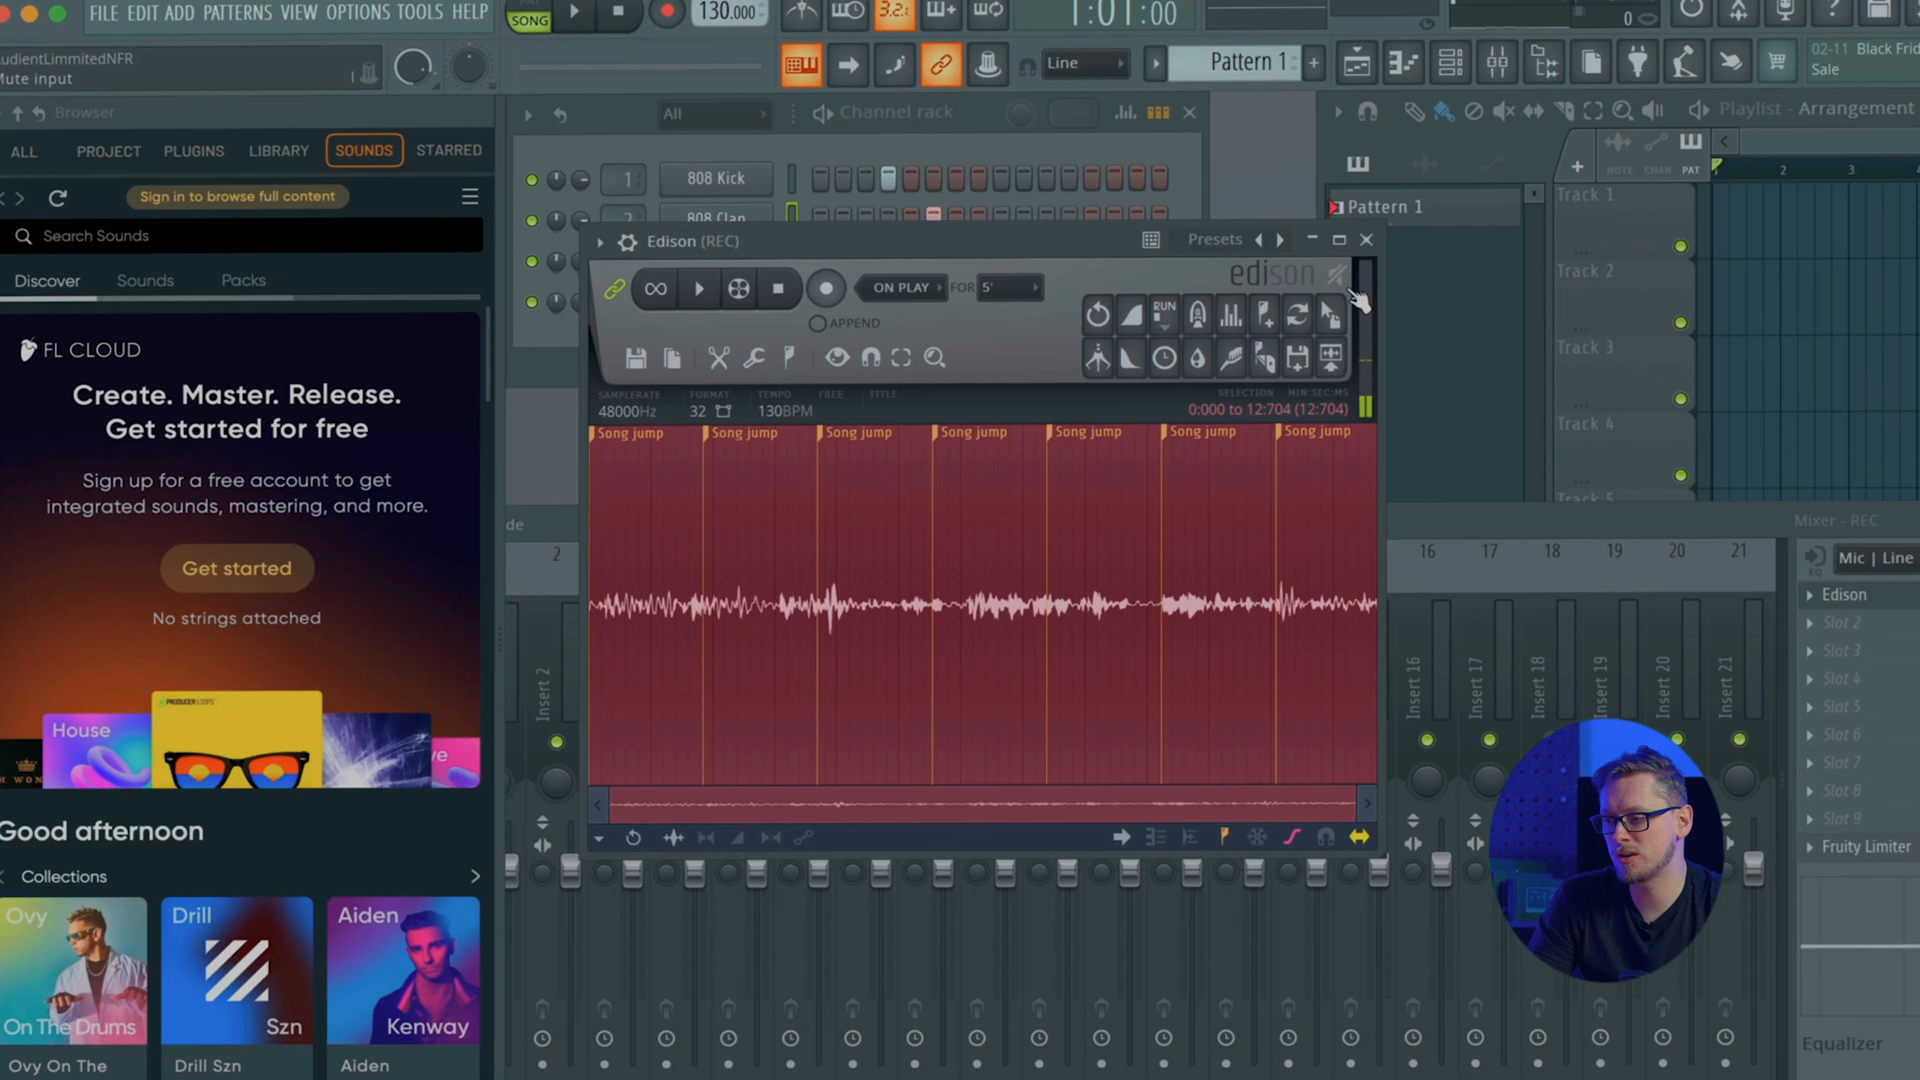 FILE EDIT ADD PATTERNS VIEW OPTIONS TOOLS HELP
SONG
130.000
3.2.
1:01:00
0
udientLimmitedNFR
Mute input
Line
Pattern 1
02-11 Black Frid
Sale
Browser
All
Channel rack
Playlist - Arrangement
ALL PROJECT PLUGINS LIBRARY SOUNDS STARRED
NOTE CHAN PAT
2 3
Sign in to browse full content
1 808 Kick
2 808 Clap
Pattern 1
Track 1
Track 2
Track 3
Track 4
Track 5
Search Sounds
Discover Sounds Packs
Edison (REC)
Presets
edison
ON PLAY FOR 5'
APPEND
RUN
SAMPLERATE FORMAT TEMPO FREE TITLE SELECTION MIN:SEC:MS
48000Hz 32 130BPM 0:000 to 12:704 (12:704)
Song jump Song jump Song jump Song jump Song jump Song jump Song jump
FL CLOUD
Create. Master. Release.
Get started for free
Sign up for a free account to get
integrated sounds, mastering, and more.
Get started
No strings attached
House
PRODUCER LOOPS
Good afternoon
Collections
Ovy
On The Drums
Drill
Szn
Aiden
Kenway
Ovy On The
Drill Szn
Aiden
de
2
16 17 18 19 20 21
Insert 2
Insert 16
Insert 17
Insert 18
Insert 19
Insert 20
Insert 21
Mixer - REC
EQ
Mic | Line
Edison
Slot 2
Slot 3
Slot 4
Slot 5
Slot 6
Slot 7
Slot 8
Slot 9
Fruity Limiter
Equalizer